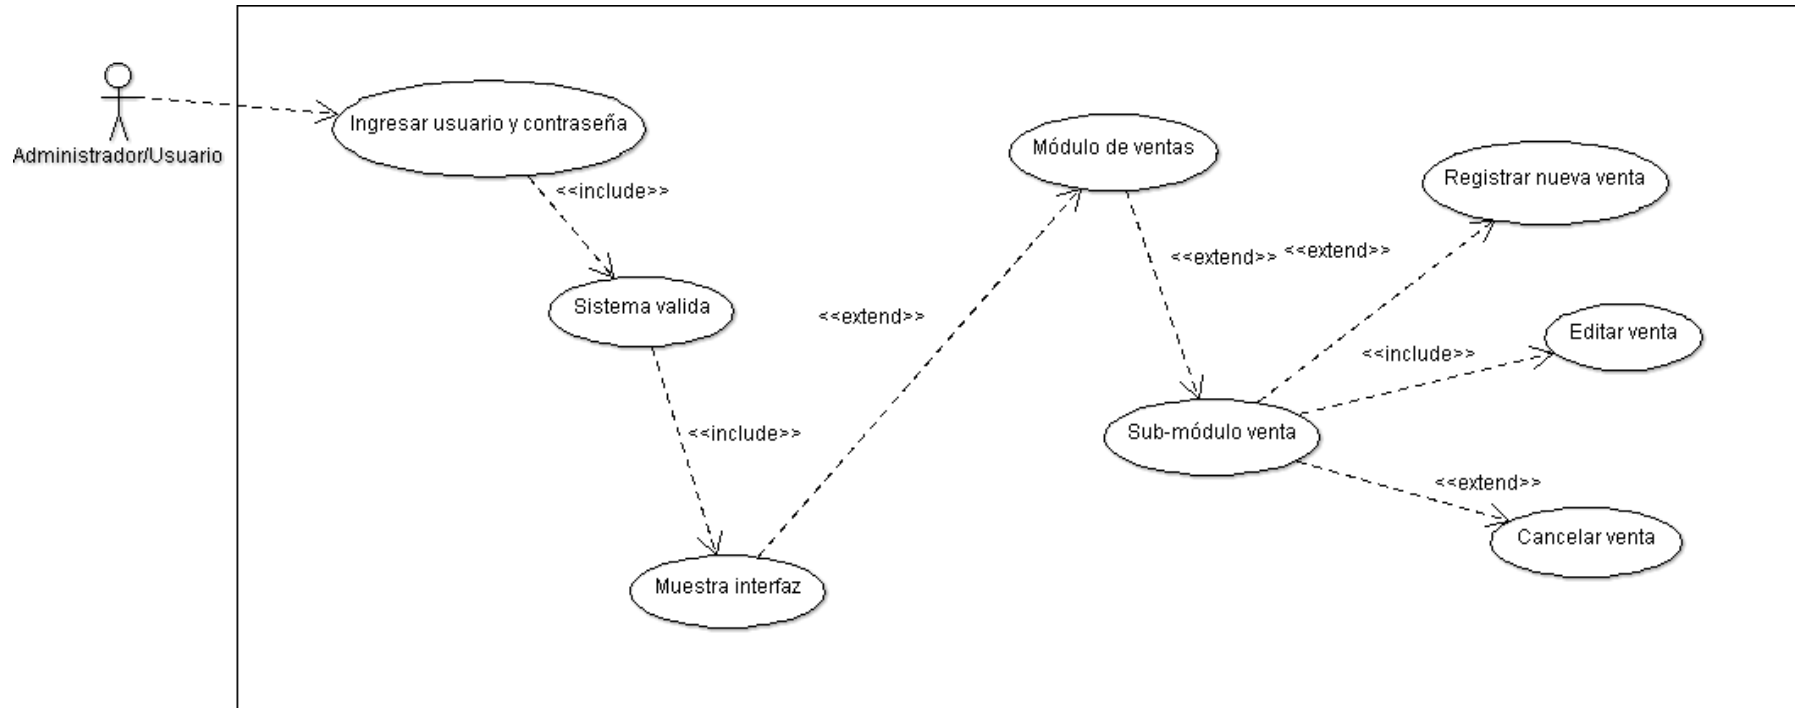 Administrador/Usuario
Ingresar usuario y contraseña
<<include>>
Sistema valida
<<include>>
Muestra interfaz
<<extend>>
Módulo de ventas
<<extend>>
<<extend>>
Registrar nueva venta
Sub-módulo venta
<<include>>
Editar venta
<<extend>>
Cancelar venta